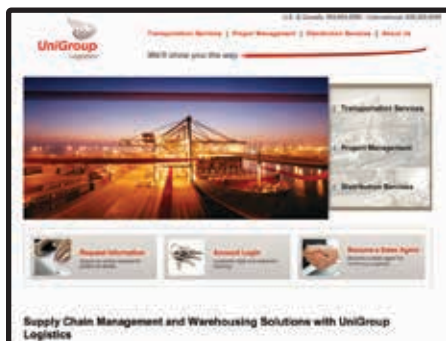 UniGroup
Logistics
Transportation Services | Project Management | Distribution Services | About Us
We'll show you the way.
Transportation Services
Project Management
Distribution Services
Request Information
Account Login
Become a Sales Agent
Supply Chain Management and Warehousing Solutions with UniGroup
Logistics